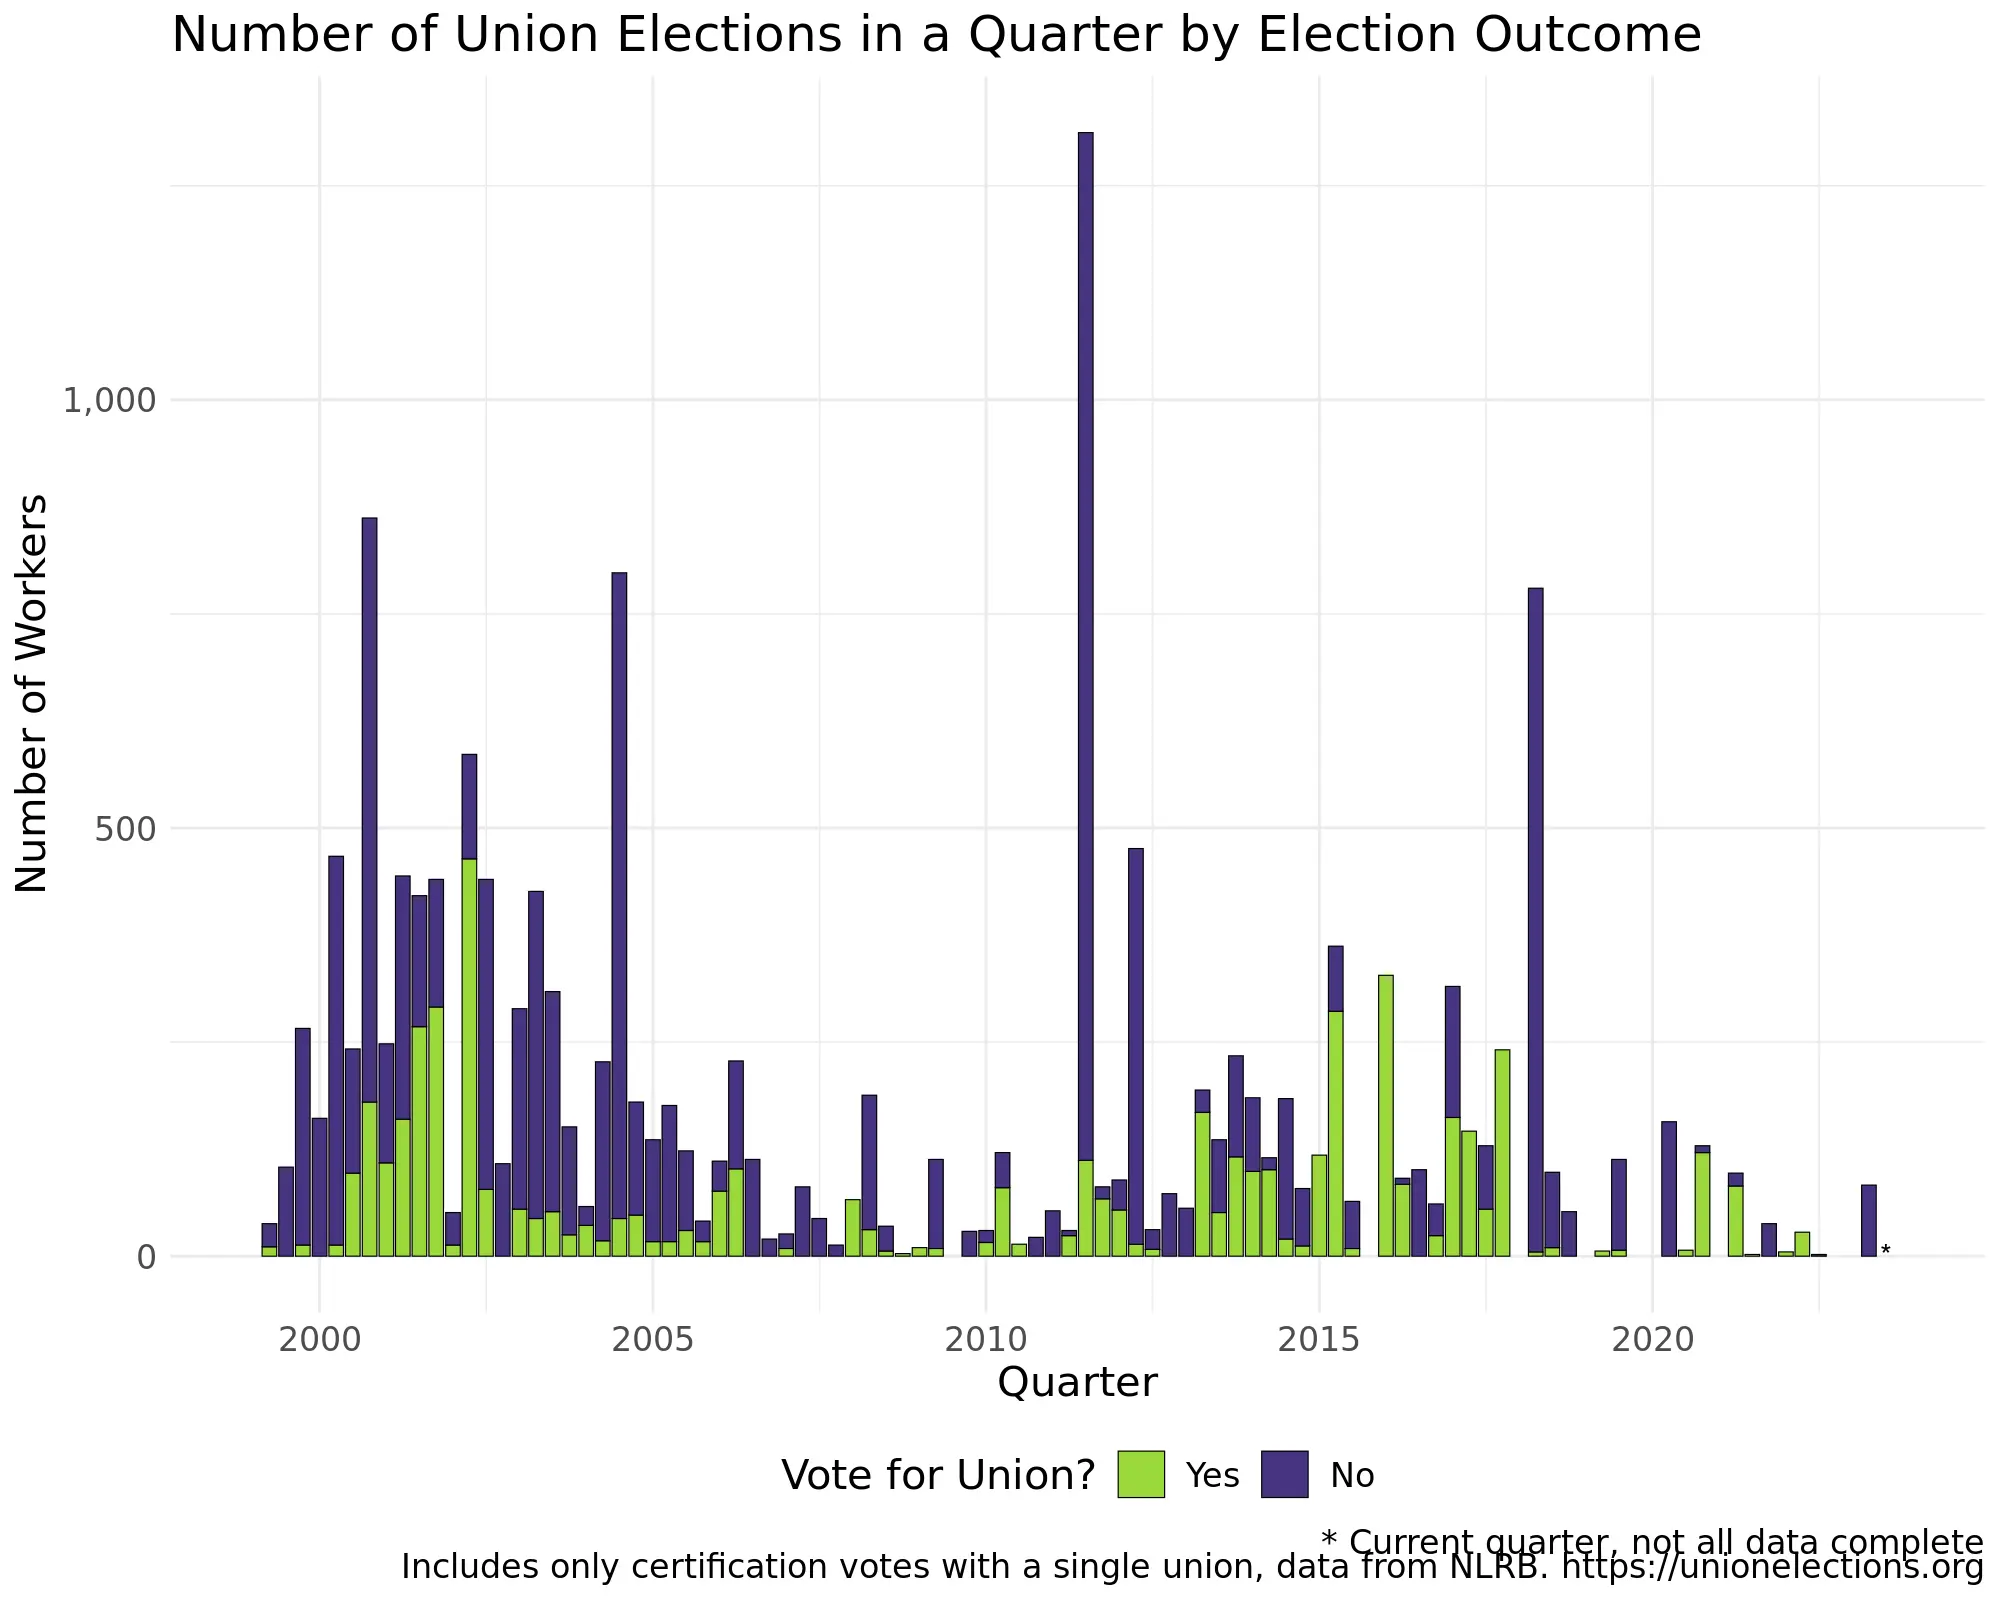 Number of Union Elections in a Quarter by Election Outcome
Number of Workers
1,000
500
0
2000 2005 2010 2015 2020
*
Quarter
Vote for Union? Yes No
* Current quarter, not all data complete
Includes only certification votes with a single union, data from NLRB. https://unionelections.org